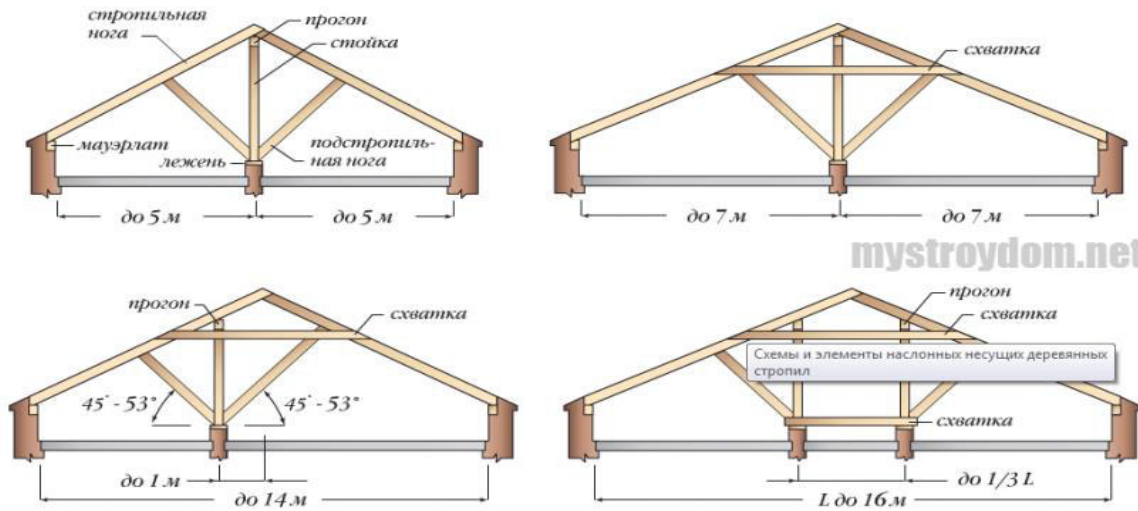 стропильная
нога
прогон
стойка
мауэрлат
лежень
подстропиль-
ная нога
до 5 м
до 5 м
схватка
до 7 м
до 7 м
mystroydom.net
прогон
схватка
45° - 53°
45° - 53°
до 1 м
до 14 м
прогон
схватка
Схемы и элементы наслонных несущих деревянных
стропил
схватка
до 1/3 L
L до 16 м